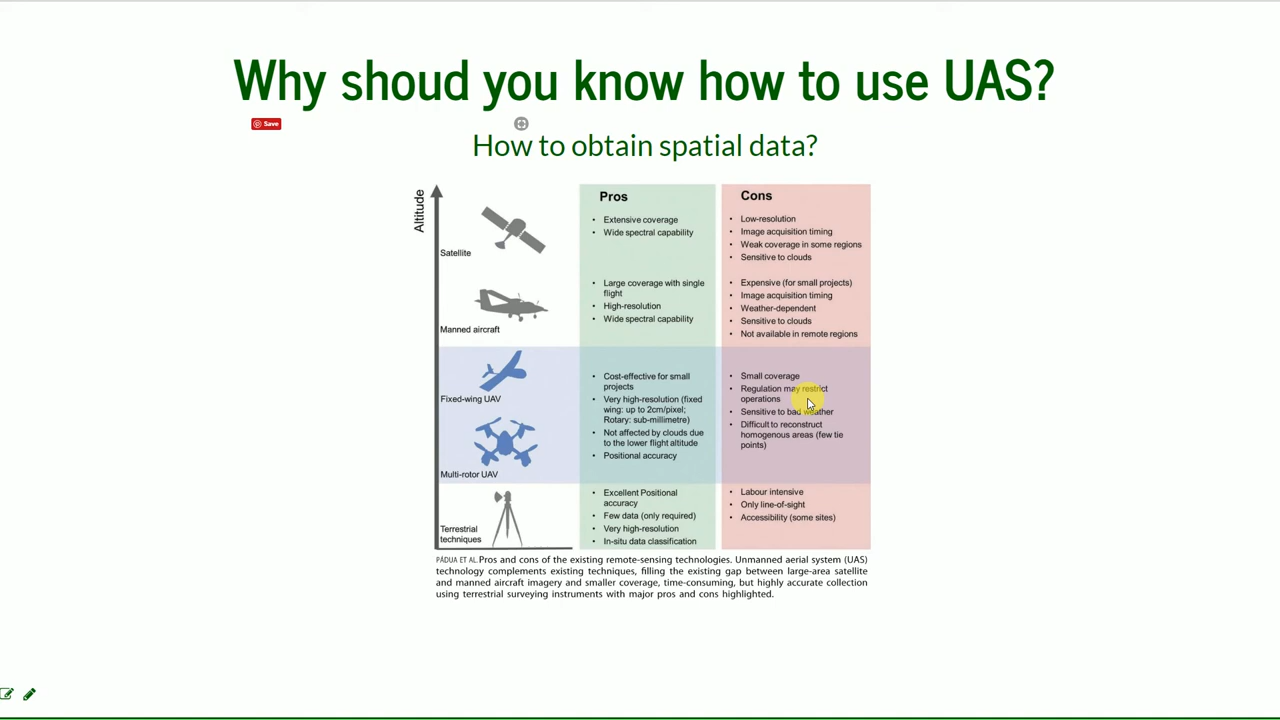 Why shoud you know how to use UAS?
Save
How to obtain spatial data?
Altitude
Pros
Cons
Satellite
• Extensive coverage
• Wide spectral capability
• Low-resolution
• Image acquisition timing
• Weak coverage in some regions
• Sensitive to clouds
Manned aircraft
• Large coverage with single
flight
• High-resolution
• Wide spectral capability
• Expensive (for small projects)
• Image acquisition timing
• Weather-dependent
• Sensitive to clouds
• Not available in remote regions
Fixed-wing UAV
Multi-rotor UAV
• Cost-effective for small
projects
• Very high-resolution (fixed
wing: up to 2cm/pixel;
Rotary: sub-millimetre)
• Not affected by clouds due
to the lower flight altitude
• Positional accuracy
• Small coverage
• Regulation may restrict
operations
• Sensitive to bad weather
• Difficult to reconstruct
homogenous areas (few tie
points)
Terrestrial
techniques
• Excellent Positional
accuracy
• Few data (only required)
• Very high-resolution
• In-situ data classification
• Labour intensive
• Only line-of-sight
• Accessibility (some sites)
PÁDUA ET AL. Pros and cons of the existing remote-sensing technologies. Unmanned aerial system (UAS)
technology complements existing techniques, filling the existing gap between large-area satellite
and manned aircraft imagery and smaller coverage, time-consuming, but highly accurate collection
using terrestrial surveying instruments with major pros and cons highlighted.